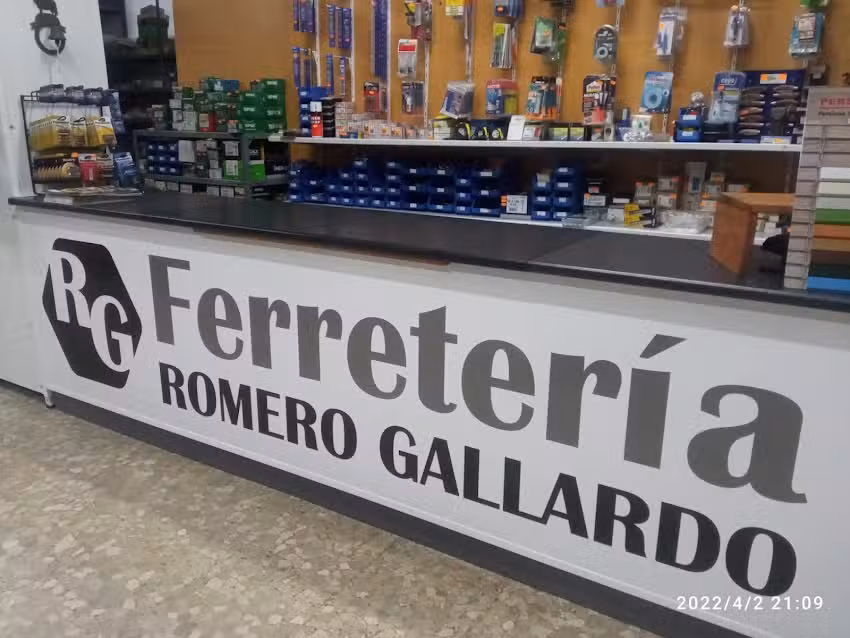 RG
Ferretería
ROMERO GALLARDO
2022/4/2 21:09